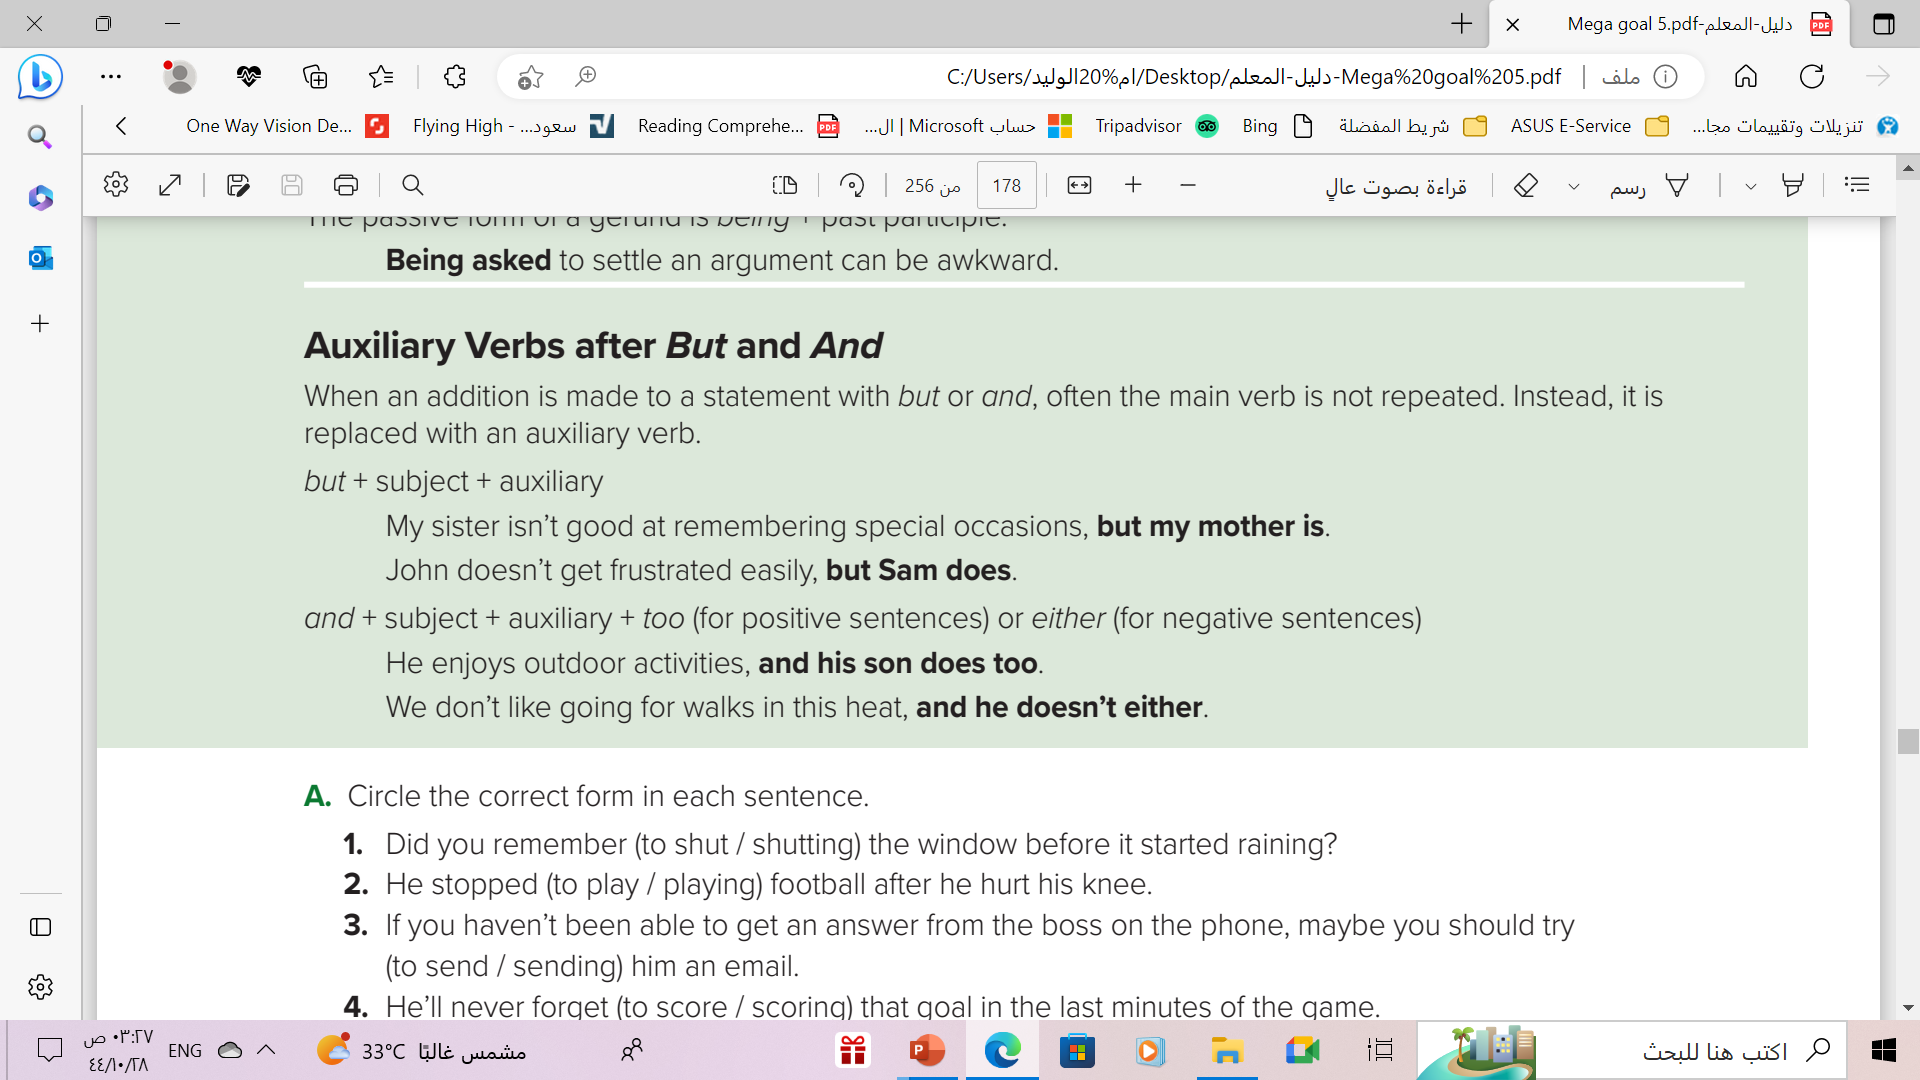 دليل-المعلم-Mega goal 5.pdf
C:/Users/ام%20الوليد/Desktop/دليل-المعلم-Mega%20goal%205.pdf
ملف
One Way Vision De...
Flying High - سعود...
Reading Comprehe...
حساب Microsoft | ال...
Tripadvisor
Bing
شريط المفضلة
ASUS E-Service
تنزيلات وتقييمات مجا...
178
من 256
قراءة بصوت عالٍ
رسم
The passive form of a gerund is being + past participle.
Being asked to settle an argument can be awkward.
Auxiliary Verbs after But and And
When an addition is made to a statement with but or and, often the main verb is not repeated. Instead, it is
replaced with an auxiliary verb.
but + subject + auxiliary
My sister isn’t good at remembering special occasions, but my mother is.
John doesn’t get frustrated easily, but Sam does.
and + subject + auxiliary + too (for positive sentences) or either (for negative sentences)
He enjoys outdoor activities, and his son does too.
We don’t like going for walks in this heat, and he doesn’t either.
A. Circle the correct form in each sentence.
1. Did you remember (to shut / shutting) the window before it started raining?
2. He stopped (to play / playing) football after he hurt his knee.
3. If you haven’t been able to get an answer from the boss on the phone, maybe you should try
(to send / sending) him an email.
4. He’ll never forget (to score / scoring) that goal in the last minutes of the game.
٠٣:٢٧ ص
٤٤/١٠/٢٨
ENG
33°C مشمس غالبًا
اكتب هنا للبحث